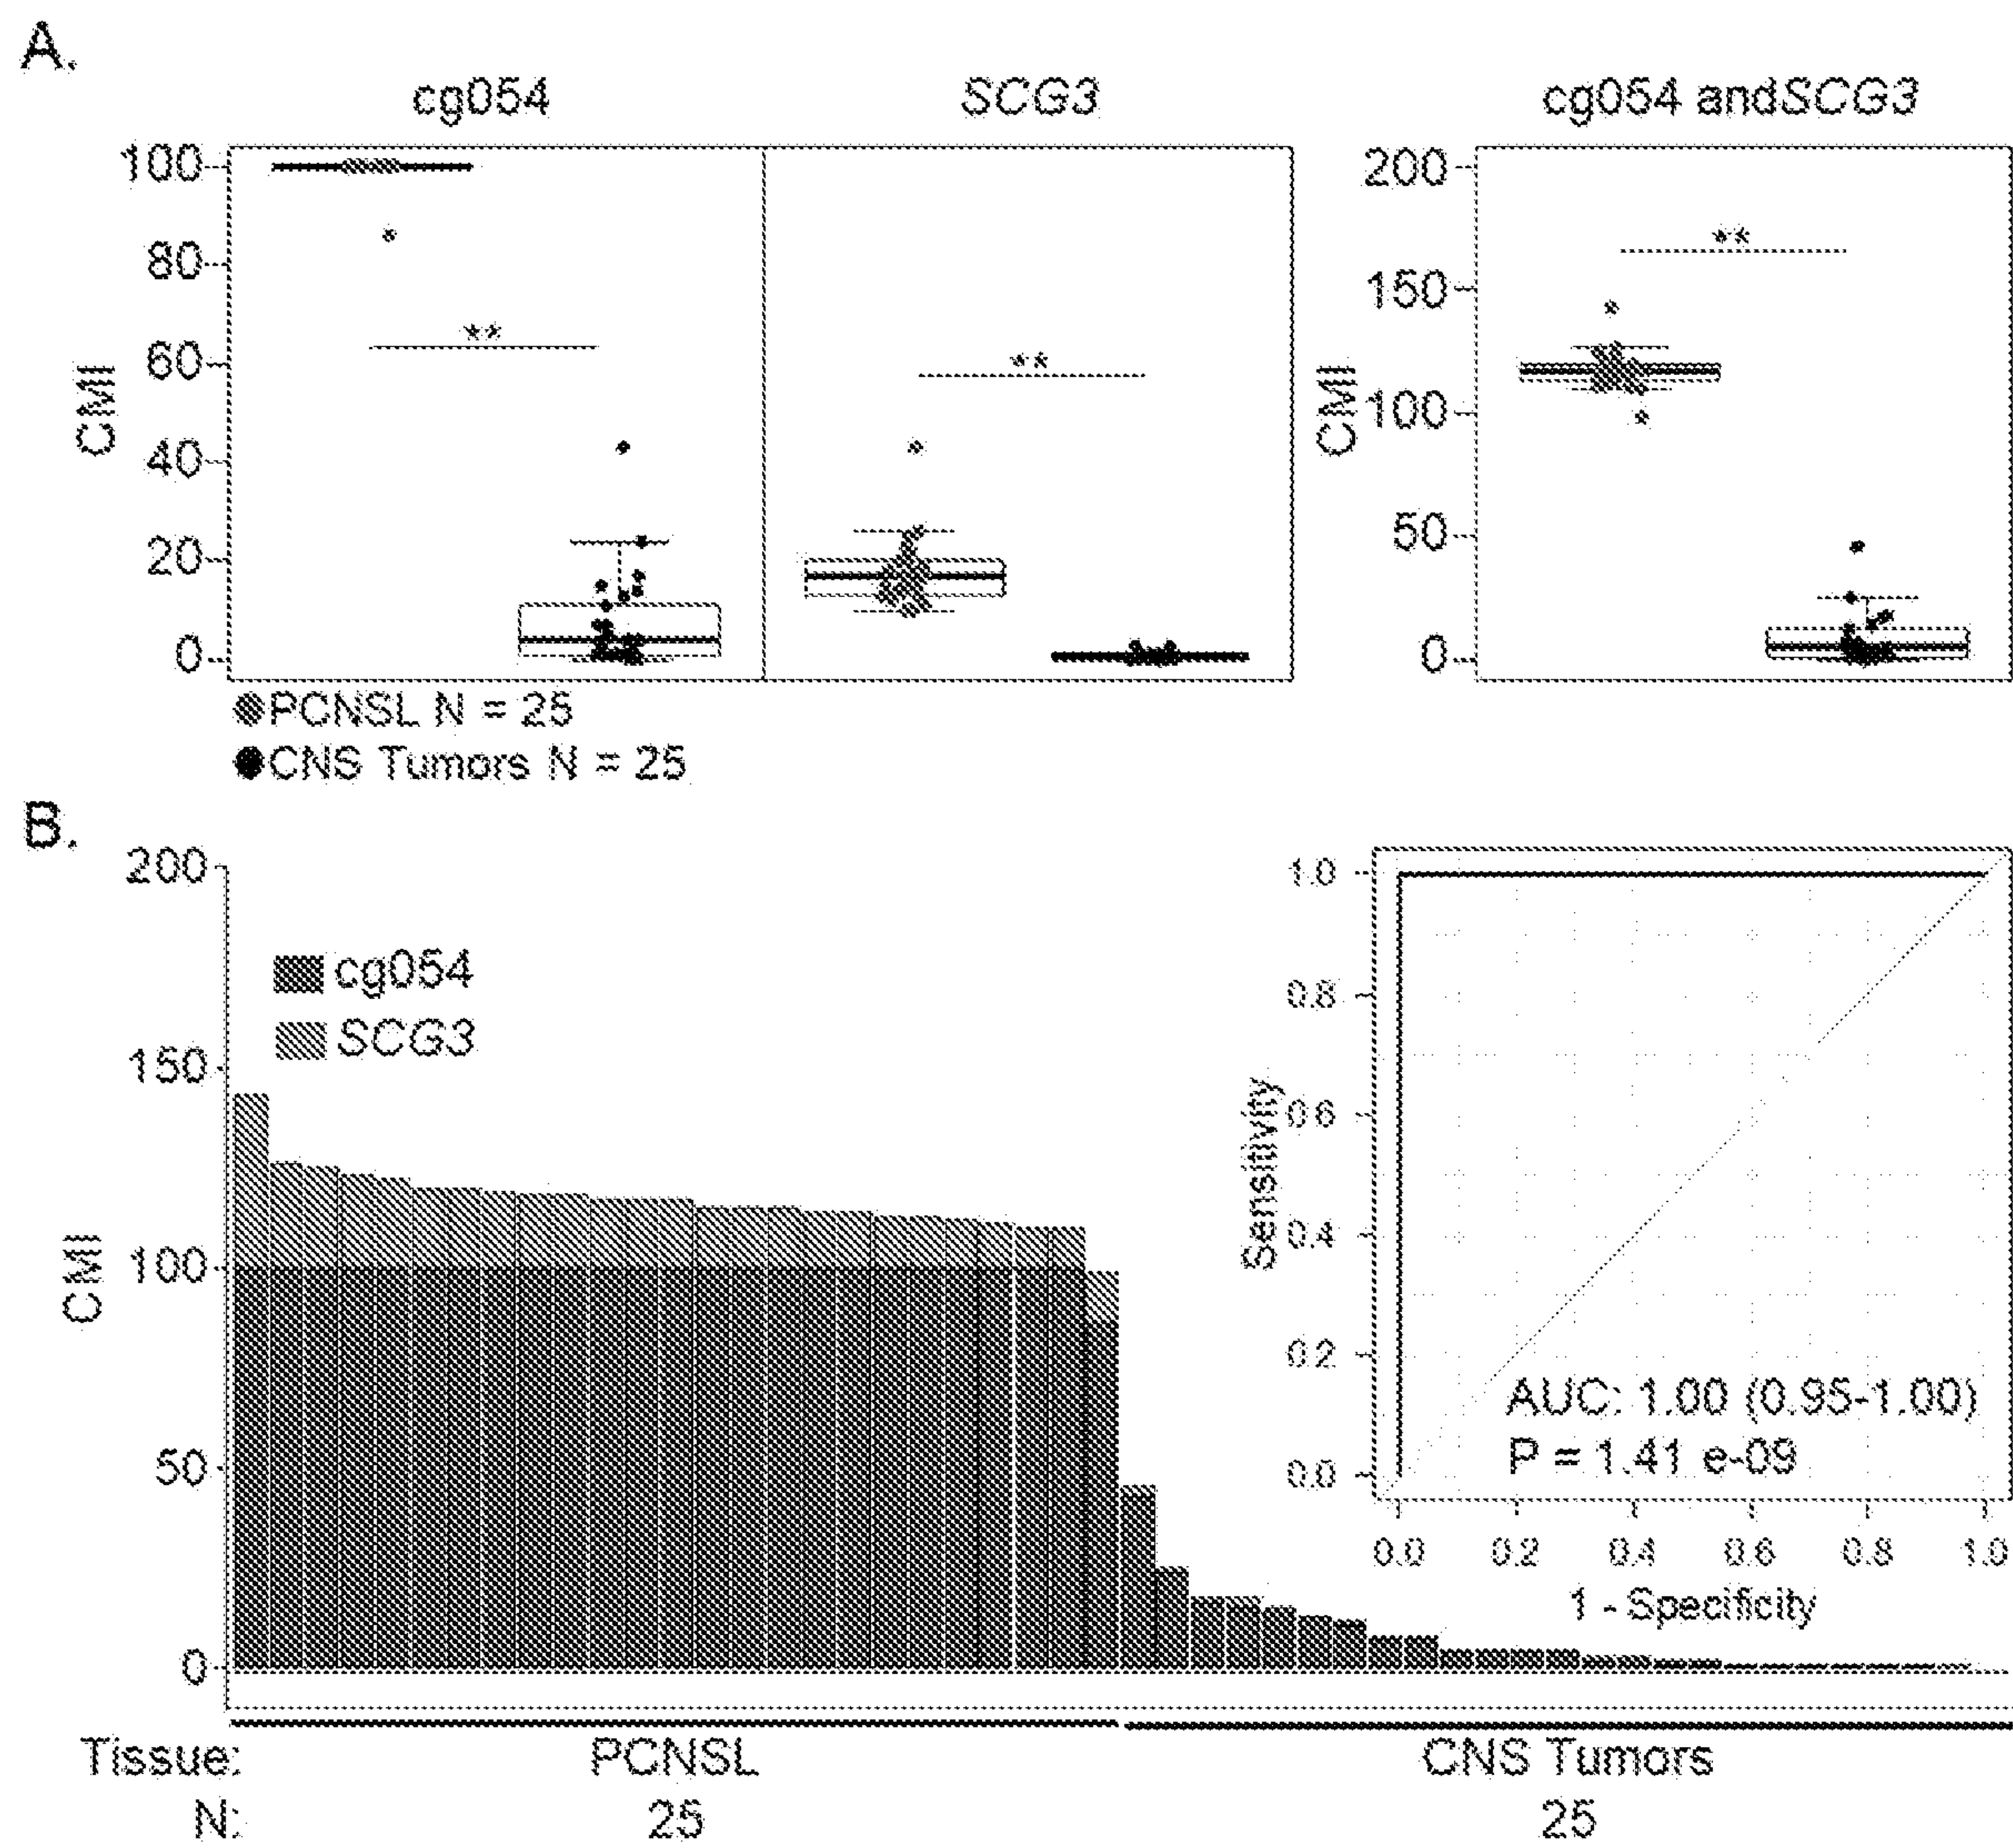 A.
cg054
SCG3
cg054 andSCG3
CMI
100
80
60
40
20
0
**
**
CMI
200
150
100
50
0
**
PCNSL N = 25
CNS Tumors N = 25
B.
CMI
200
150
100
50
0
cg054
SCG3
Sensitivity
1.0
0.8
0.6
0.4
0.2
0.0
AUC: 1.00 (0.95-1.00)
P = 1.41 e-09
0.0 0.2 0.4 0.6 0.8 1.0
1 - Specificity
Tissue: PCNSL CNS Tumors
N: 25 25